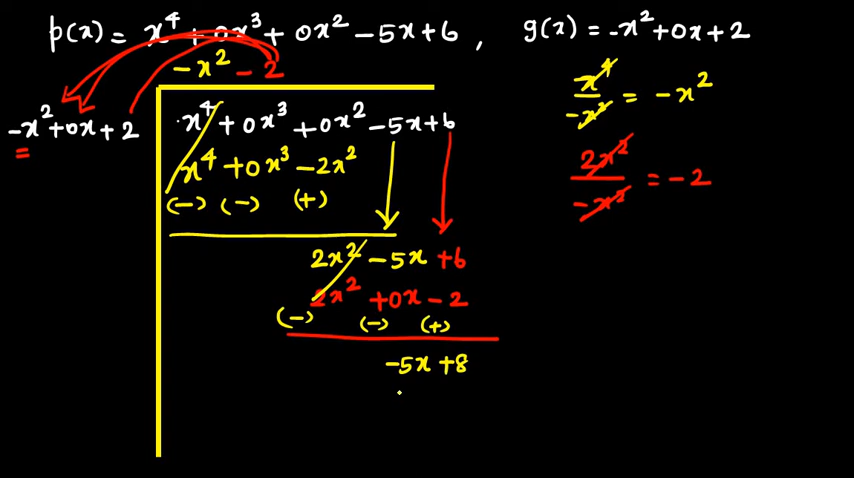 p(x) = x⁴ + 0x³ + 0x² − 5x + 6 , g(x) = −x² + 0x + 2
−x² − 2
x⁴/−x² = −x²
−x² + 0x + 2 x⁴ + 0x³ + 0x² − 5x + 6
=
x⁴ + 0x³ − 2x²
2x²/−x² = −2
(−) (−) (+)
2x² − 5x + 6
2x² + 0x − 2
(−) (−) (+)
−5x + 8